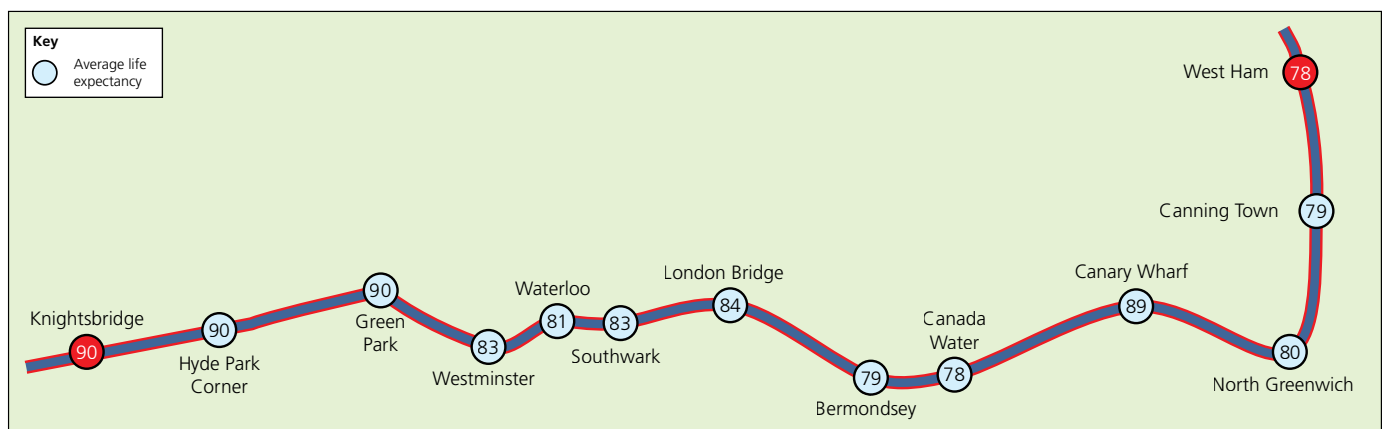 Key
Average life
expectancy
West Ham
78
Canning Town
79
Knightsbridge
90
Hyde Park
Corner
90
Green
Park
90
Westminster
83
Waterloo
81
Southwark
83
London Bridge
84
Bermondsey
79
Canada
Water
78
Canary Wharf
89
North Greenwich
80